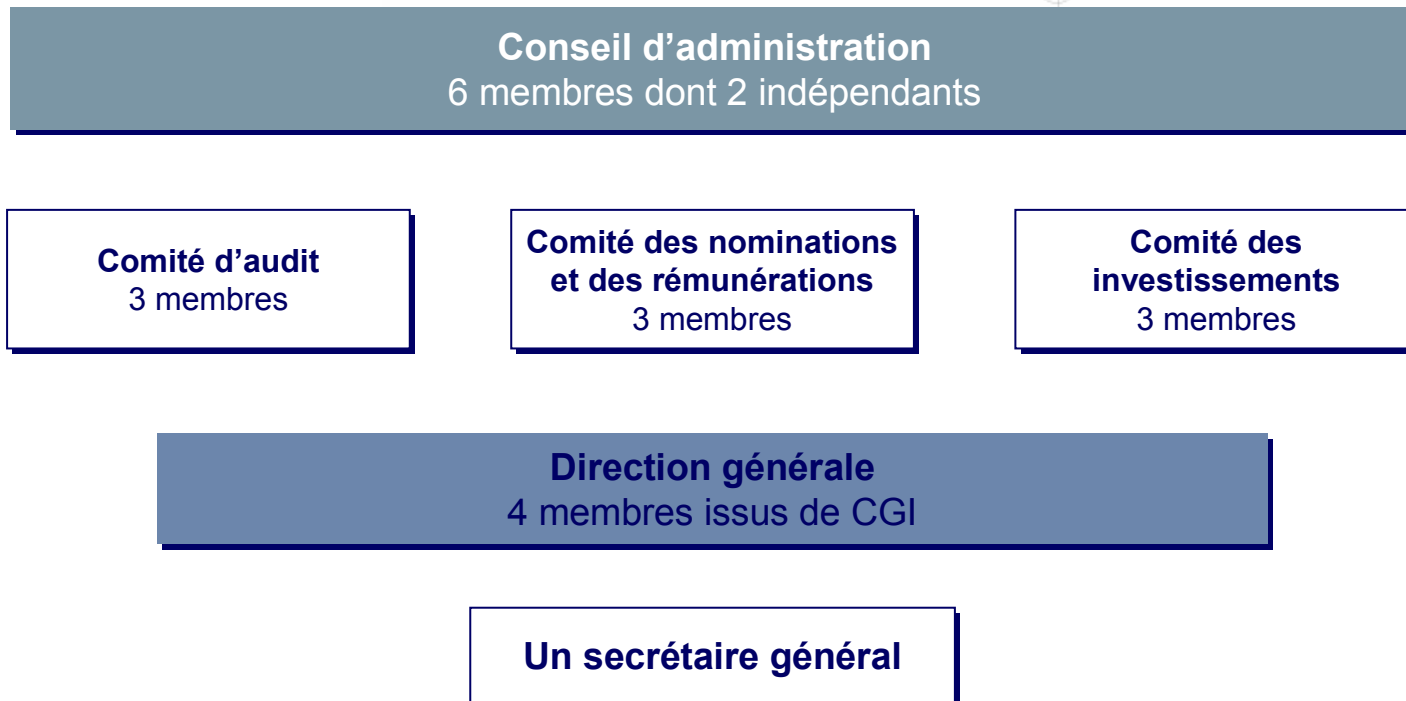 Conseil d’administration
6 membres dont 2 indépendants
Comité d’audit
3 membres
Comité des nominations
et des rémunérations
3 membres
Comité des
investissements
3 membres
Direction générale
4 membres issus de CGI
Un secrétaire général